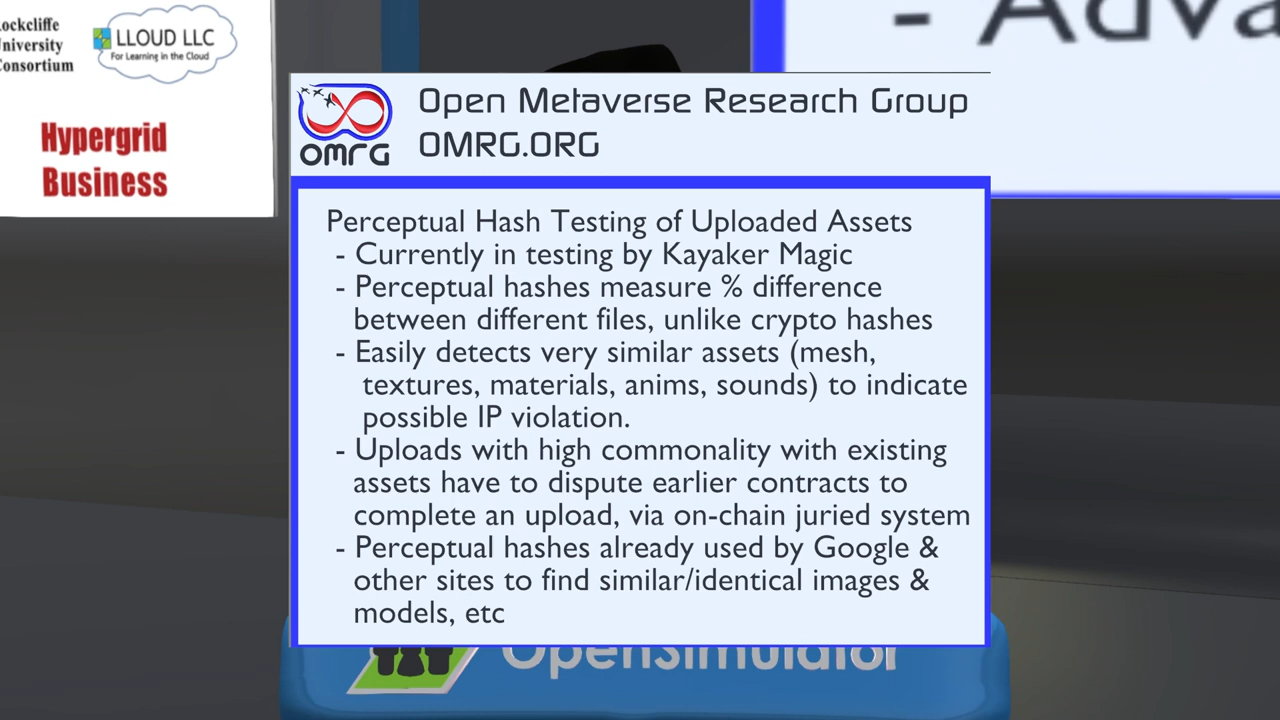 University
Consortium
LLOUD LLC
For Learning in the Cloud
Hypergrid
Business
- Adva
OMRG
Open Metaverse Research Group
OMRG.ORG
Perceptual Hash Testing of Uploaded Assets
- Currently in testing by Kayaker Magic
- Perceptual hashes measure % difference
between different files, unlike crypto hashes
- Easily detects very similar assets (mesh,
textures, materials, anims, sounds) to indicate
possible IP violation.
- Uploads with high commonality with existing
assets have to dispute earlier contracts to
complete an upload, via on-chain juried system
- Perceptual hashes already used by Google &
other sites to find similar/identical images &
models, etc
OpenSimulator